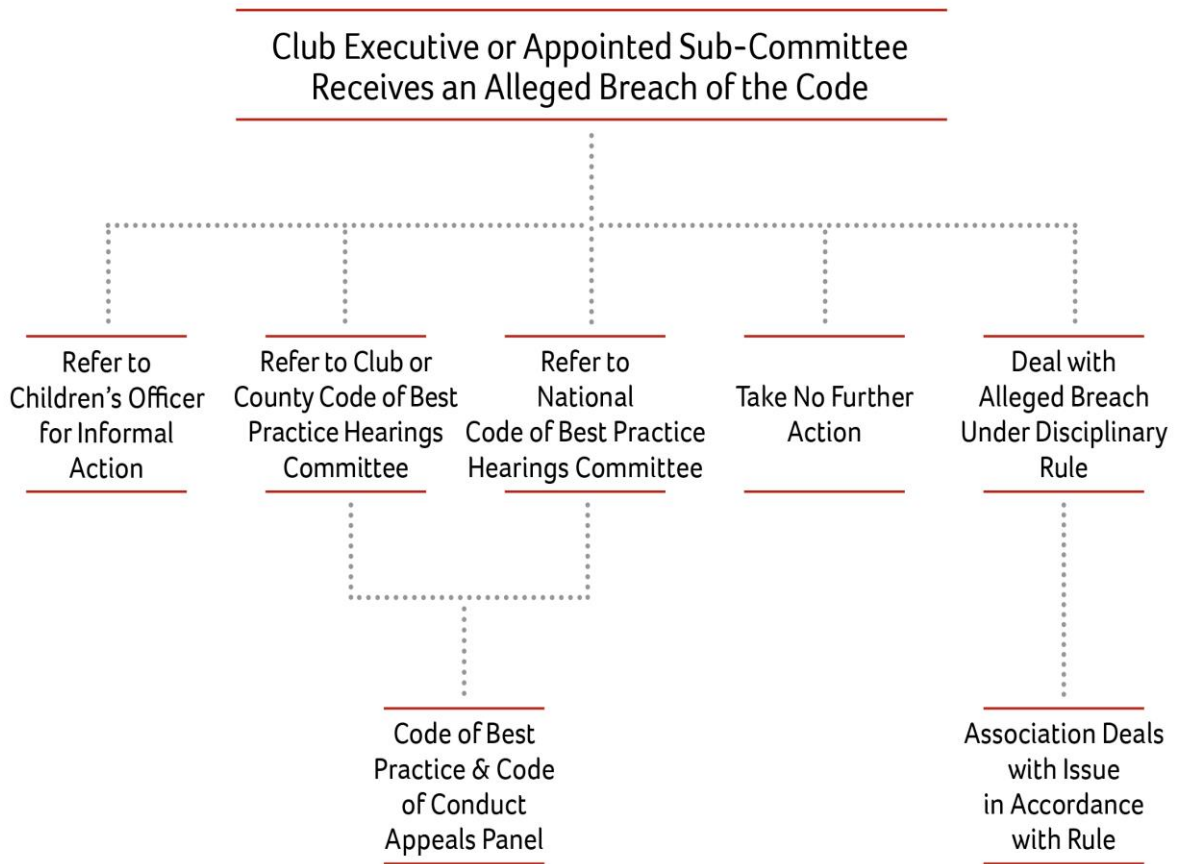 Club Executive or Appointed Sub-Committee
Receives an Alleged Breach of the Code
Refer to
Children's Officer
for Informal
Action
Refer to Club or
County Code of Best
Practice Hearings
Committee
Refer to
National
Code of Best Practice
Hearings Committee
Take No Further
Action
Deal with
Alleged Breach
Under Disciplinary
Rule
Code of Best
Practice & Code
of Conduct
Appeals Panel
Association Deals
with Issue
in Accordance
with Rule